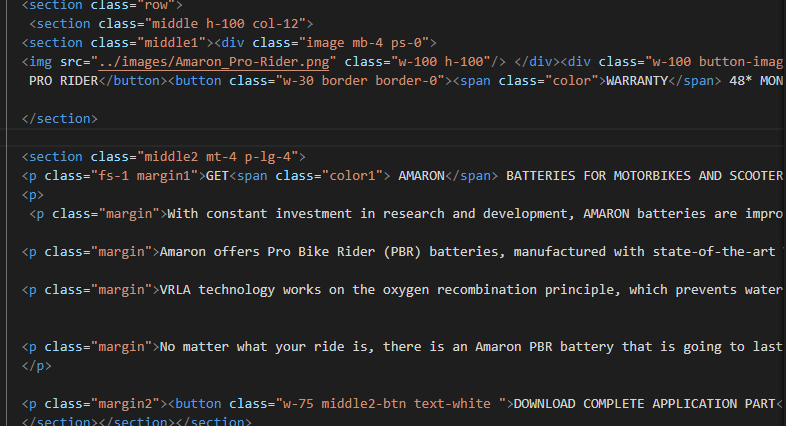 <section class="row">
<section class="middle h-100 col-12">
<section class="middle1"><div class="image mb-4 ps-0">
<img src="../images/Amaron_Pro-Rider.png" class="w-100 h-100"/> </div><div class="w-100 button-imag
PRO RIDER</button><button class="w-30 border border-0"><span class="color">WARRANTY</span> 48* MON
</section>
<section class="middle2 mt-4 p-lg-4">
<p class="fs-1 margin1">GET<span class="color1"> AMARON</span> BATTERIES FOR MOTORBIKES AND SCOOTER
<p>
<p class="margin">With constant investment in research and development, AMARON batteries are impro
<p class="margin">Amaron offers Pro Bike Rider (PBR) batteries, manufactured with state-of-the-art
<p class="margin">VRLA technology works on the oxygen recombination principle, which prevents water
<p class="margin">No matter what your ride is, there is an Amaron PBR battery that is going to last
</p>
<p class="margin2"><button class="w-75 middle2-btn text-white ">DOWNLOAD COMPLETE APPLICATION PART<
</section></section></section>